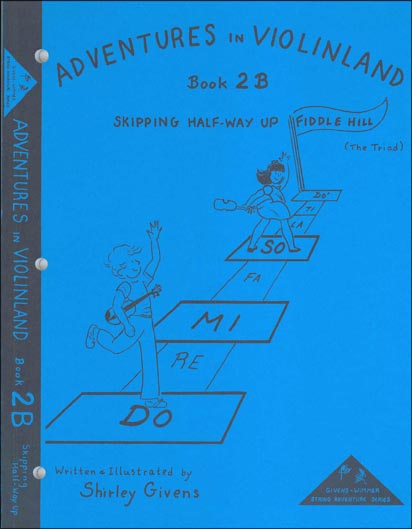 ADVENTURES IN VIOLINLAND
Book 2B
SKIPPING HALF-WAY UP FIDDLE HILL
(The Triad)
DO'
TI
LA
SO
FA
MI
RE
DO
Written & Illustrated by
Shirley Givens
GIVENS-WIMMER
STRING ADVENTURE SERIES
ADVENTURES IN VIOLINLAND Book 2B Skipping
Half-Way Up